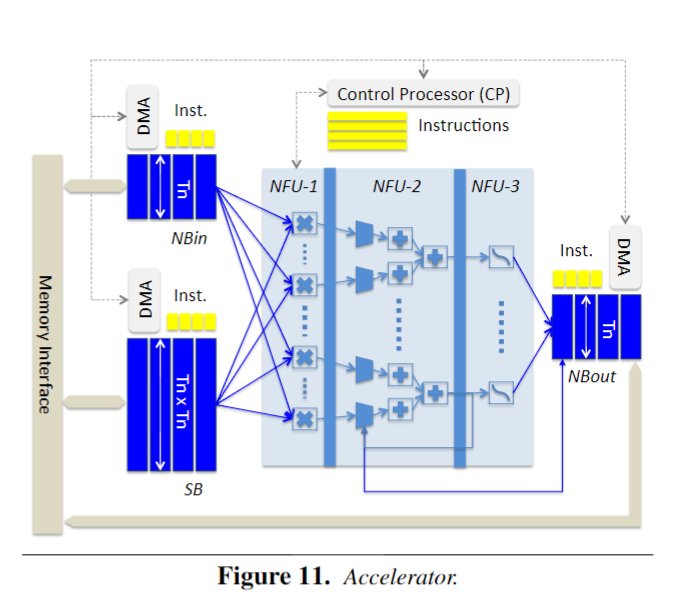 Control Processor (CP)
Instructions
DMA
Inst.
Tn
NBin
DMA
Inst.
Tn x Tn
SB
Memory Interface
NFU-1
NFU-2
NFU-3
Inst.
DMA
Tn
NBout
Figure 11. Accelerator.